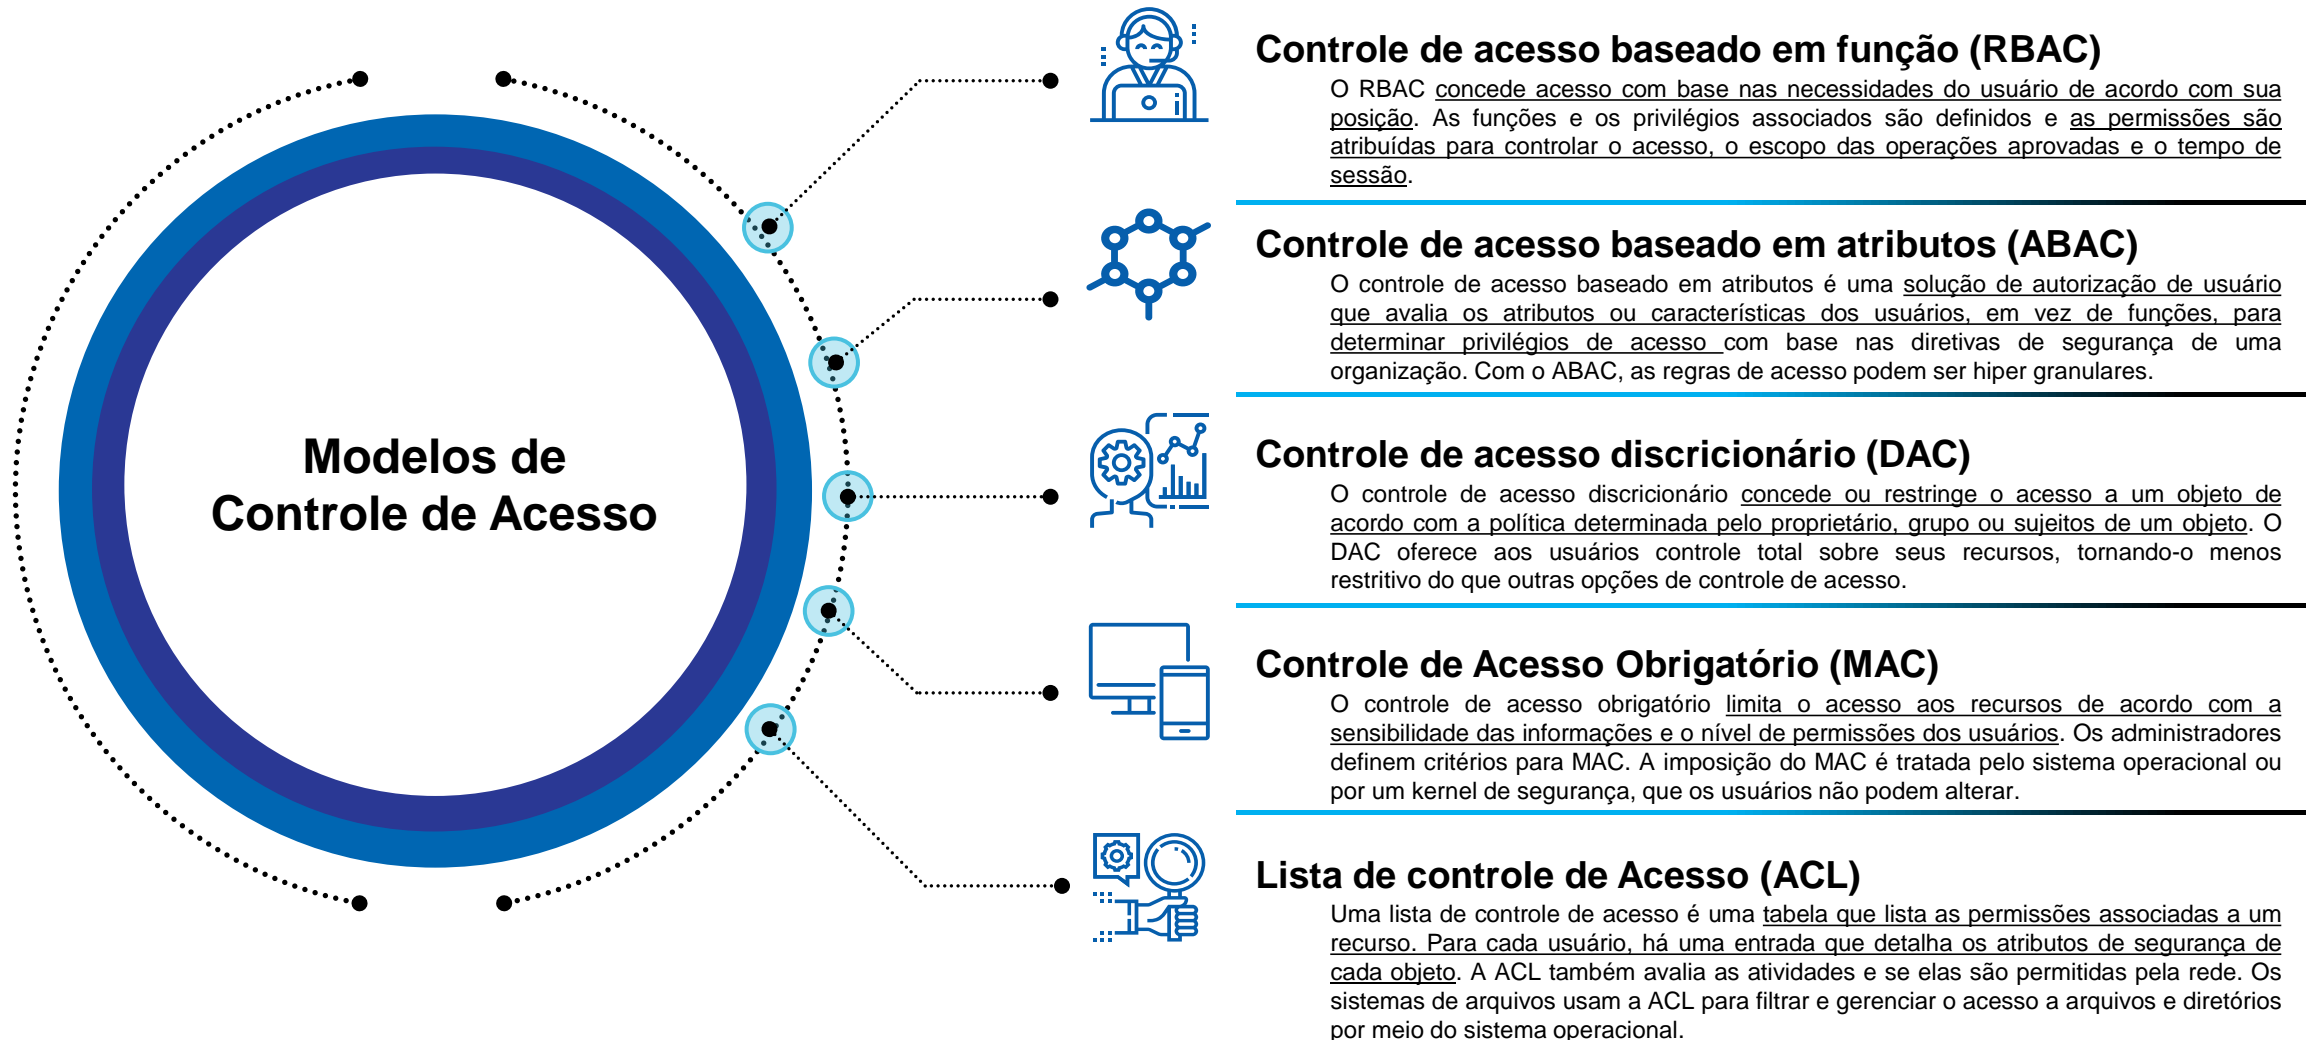 Modelos de
Controle de Acesso
Controle de acesso baseado em função (RBAC)
O RBAC concede acesso com base nas necessidades do usuário de acordo com sua
posição. As funções e os privilégios associados são definidos e as permissões são
atribuídas para controlar o acesso, o escopo das operações aprovadas e o tempo de
sessão.
Controle de acesso baseado em atributos (ABAC)
O controle de acesso baseado em atributos é uma solução de autorização de usuário
que avalia os atributos ou características dos usuários, em vez de funções, para
determinar privilégios de acesso com base nas diretivas de segurança de uma
organização. Com o ABAC, as regras de acesso podem ser hiper granulares.
Controle de acesso discricionário (DAC)
O controle de acesso discricionário concede ou restringe o acesso a um objeto de
acordo com a política determinada pelo proprietário, grupo ou sujeitos de um objeto. O
DAC oferece aos usuários controle total sobre seus recursos, tornando-o menos
restritivo do que outras opções de controle de acesso.
Controle de Acesso Obrigatório (MAC)
O controle de acesso obrigatório limita o acesso aos recursos de acordo com a
sensibilidade das informações e o nível de permissões dos usuários. Os administradores
definem critérios para MAC. A imposição do MAC é tratada pelo sistema operacional ou
por um kernel de segurança, que os usuários não podem alterar.
Lista de controle de Acesso (ACL)
Uma lista de controle de acesso é uma tabela que lista as permissões associadas a um
recurso. Para cada usuário, há uma entrada que detalha os atributos de segurança de
cada objeto. A ACL também avalia as atividades e se elas são permitidas pela rede. Os
sistemas de arquivos usam a ACL para filtrar e gerenciar o acesso a arquivos e diretórios
por meio do sistema operacional.